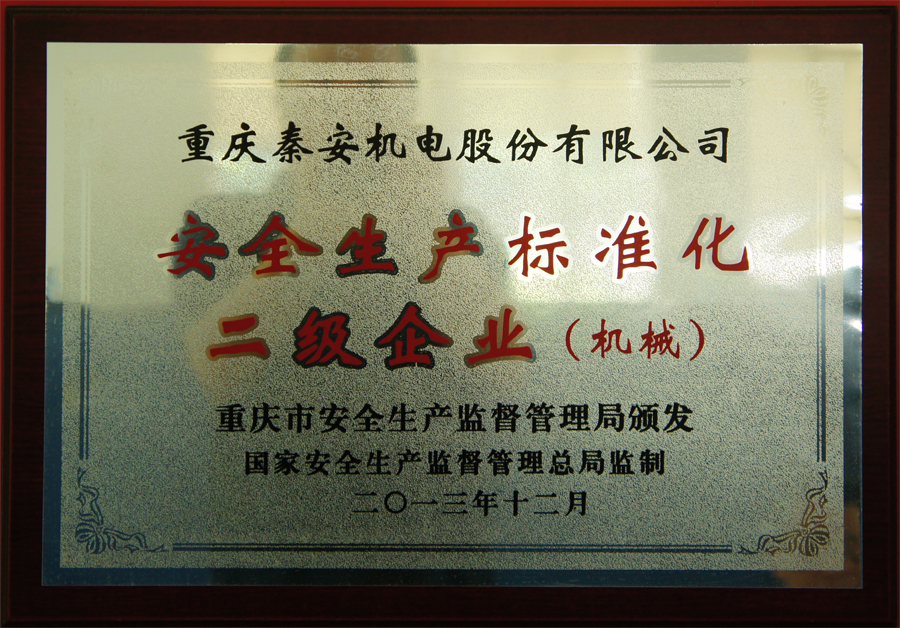 重庆秦安机电股份有限公司
安全生产标准化
二级企业（机械）
重庆市安全生产监督管理局颁发
国家安全生产监督管理总局监制
二〇一三年十二月